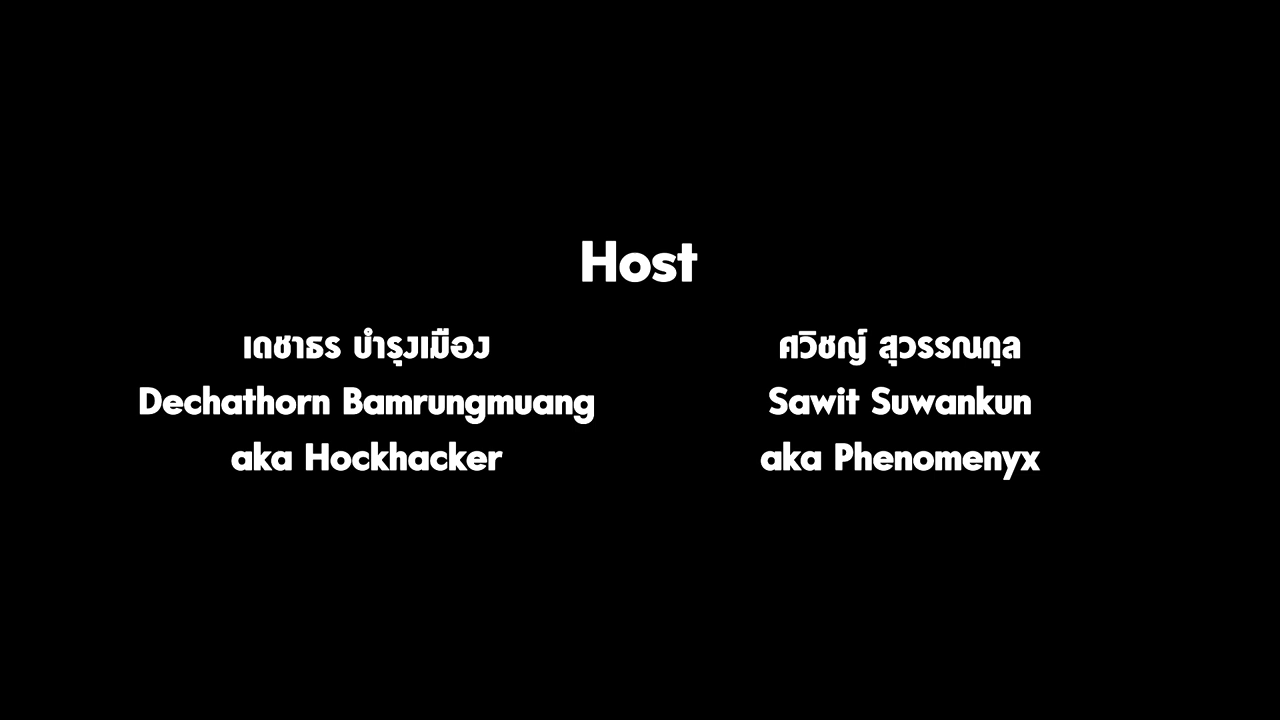 Host
เดชาธร บำรุงเมือง
Dechathorn Bamrungmuang
aka Hockhacker
ศวิชญ์ สุวรรณกุล
Sawit Suwankun
aka Phenomenyx